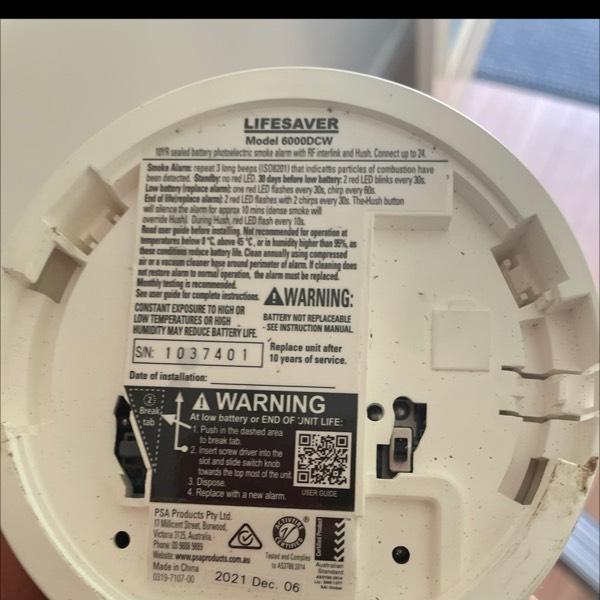 LIFESAVER
Model 6000DCW
10YR sealed battery photoelectric smoke alarm with RF interlink and Hush. Connect up to 24.
Smoke Alarm: repeat 3 long beeps (ISO8201) that indicates particles of combustion have
been detected. Standby: no red LED. 30 days before low battery: 2 red LED blinks every 30s.
Low battery (replace alarm): one red LED flashes every 30s, chirp every 60s.
End of life(replace alarm): 2 red LED flashes with 2 chirps every 30s. The-Hush button
will silence the alarm for approx 10 mins (dense smoke will
override Hush). During Hush, red LED flash every 10s.
Read user guide before installing. Not recommended for operation at
temperatures below 0 °C, above 45 °C, or in humidity higher than 95%, as
these conditions reduce battery life. Clean annually using compressed
air or a vacuum cleaner hose around perimeter of alarm. If cleaning does
not restore alarm to normal operation, the alarm must be replaced.
Monthly testing is recommended.
See user guide for complete instructions.
CONSTANT EXPOSURE TO HIGH OR
LOW TEMPERATURES OR HIGH
HUMIDITY MAY REDUCE BATTERY LIFE.
WARNING:
BATTERY NOT REPLACEABLE
- SEE INSTRUCTION MANUAL
S/N: 1037401
Replace unit after
10 years of service.
Date of installation:
2
Break
tab
WARNING
At low battery or END OF UNIT LIFE:
1. Push in the dashed area
to break tab.
2. Insert screw driver into the
slot and slide switch knob
towards the top most of the unit.
3. Dispose.
4. Replace with a new alarm.
USER GUIDE
PSA Products Pty Ltd.
17 Millicent Street, Burwood,
Victoria 3125, Australia.
Phone: 03 9888 9889
Website: www.psaproducts.com.au
Made in China
0319-7107-00
2021 Dec. 06
ACTIVFIRE
CERTIFIED
Tested and Complies
to AS3786:2014
Certified Product
Australian
Standard
AS3786:2014